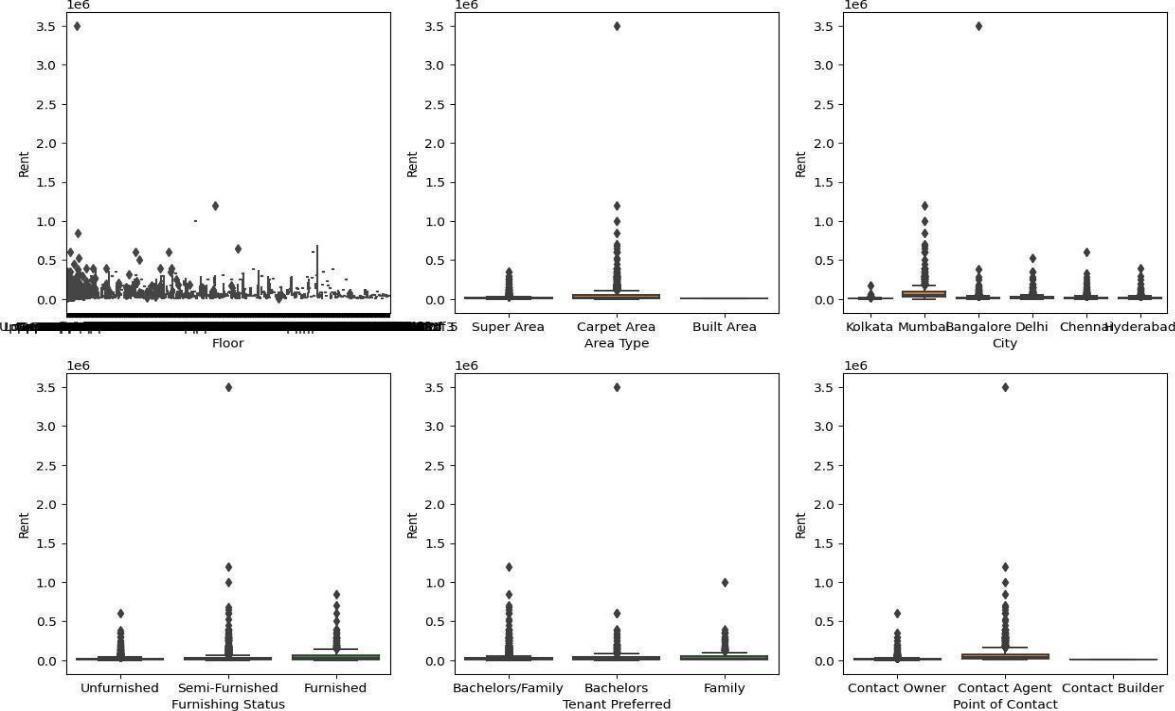 1e6 1e6 1e6
3.5
3.0
2.5
2.0
1.5
1.0
0.5
0.0
Rent
Floor
3.5
3.0
2.5
2.0
1.5
1.0
0.5
0.0
Rent
Super Area Carpet Area Built Area
Area Type
3.5
3.0
2.5
2.0
1.5
1.0
0.5
0.0
Rent
Kolkata Mumbai Bangalore Delhi Chennai Hyderabad
City
1e6 1e6 1e6
3.5
3.0
2.5
2.0
1.5
1.0
0.5
0.0
Rent
Unfurnished Semi-Furnished Furnished
Furnishing Status
3.5
3.0
2.5
2.0
1.5
1.0
0.5
0.0
Rent
Bachelors/Family Bachelors Family
Tenant Preferred
3.5
3.0
2.5
2.0
1.5
1.0
0.5
0.0
Rent
Contact Owner Contact Agent Contact Builder
Point of Contact